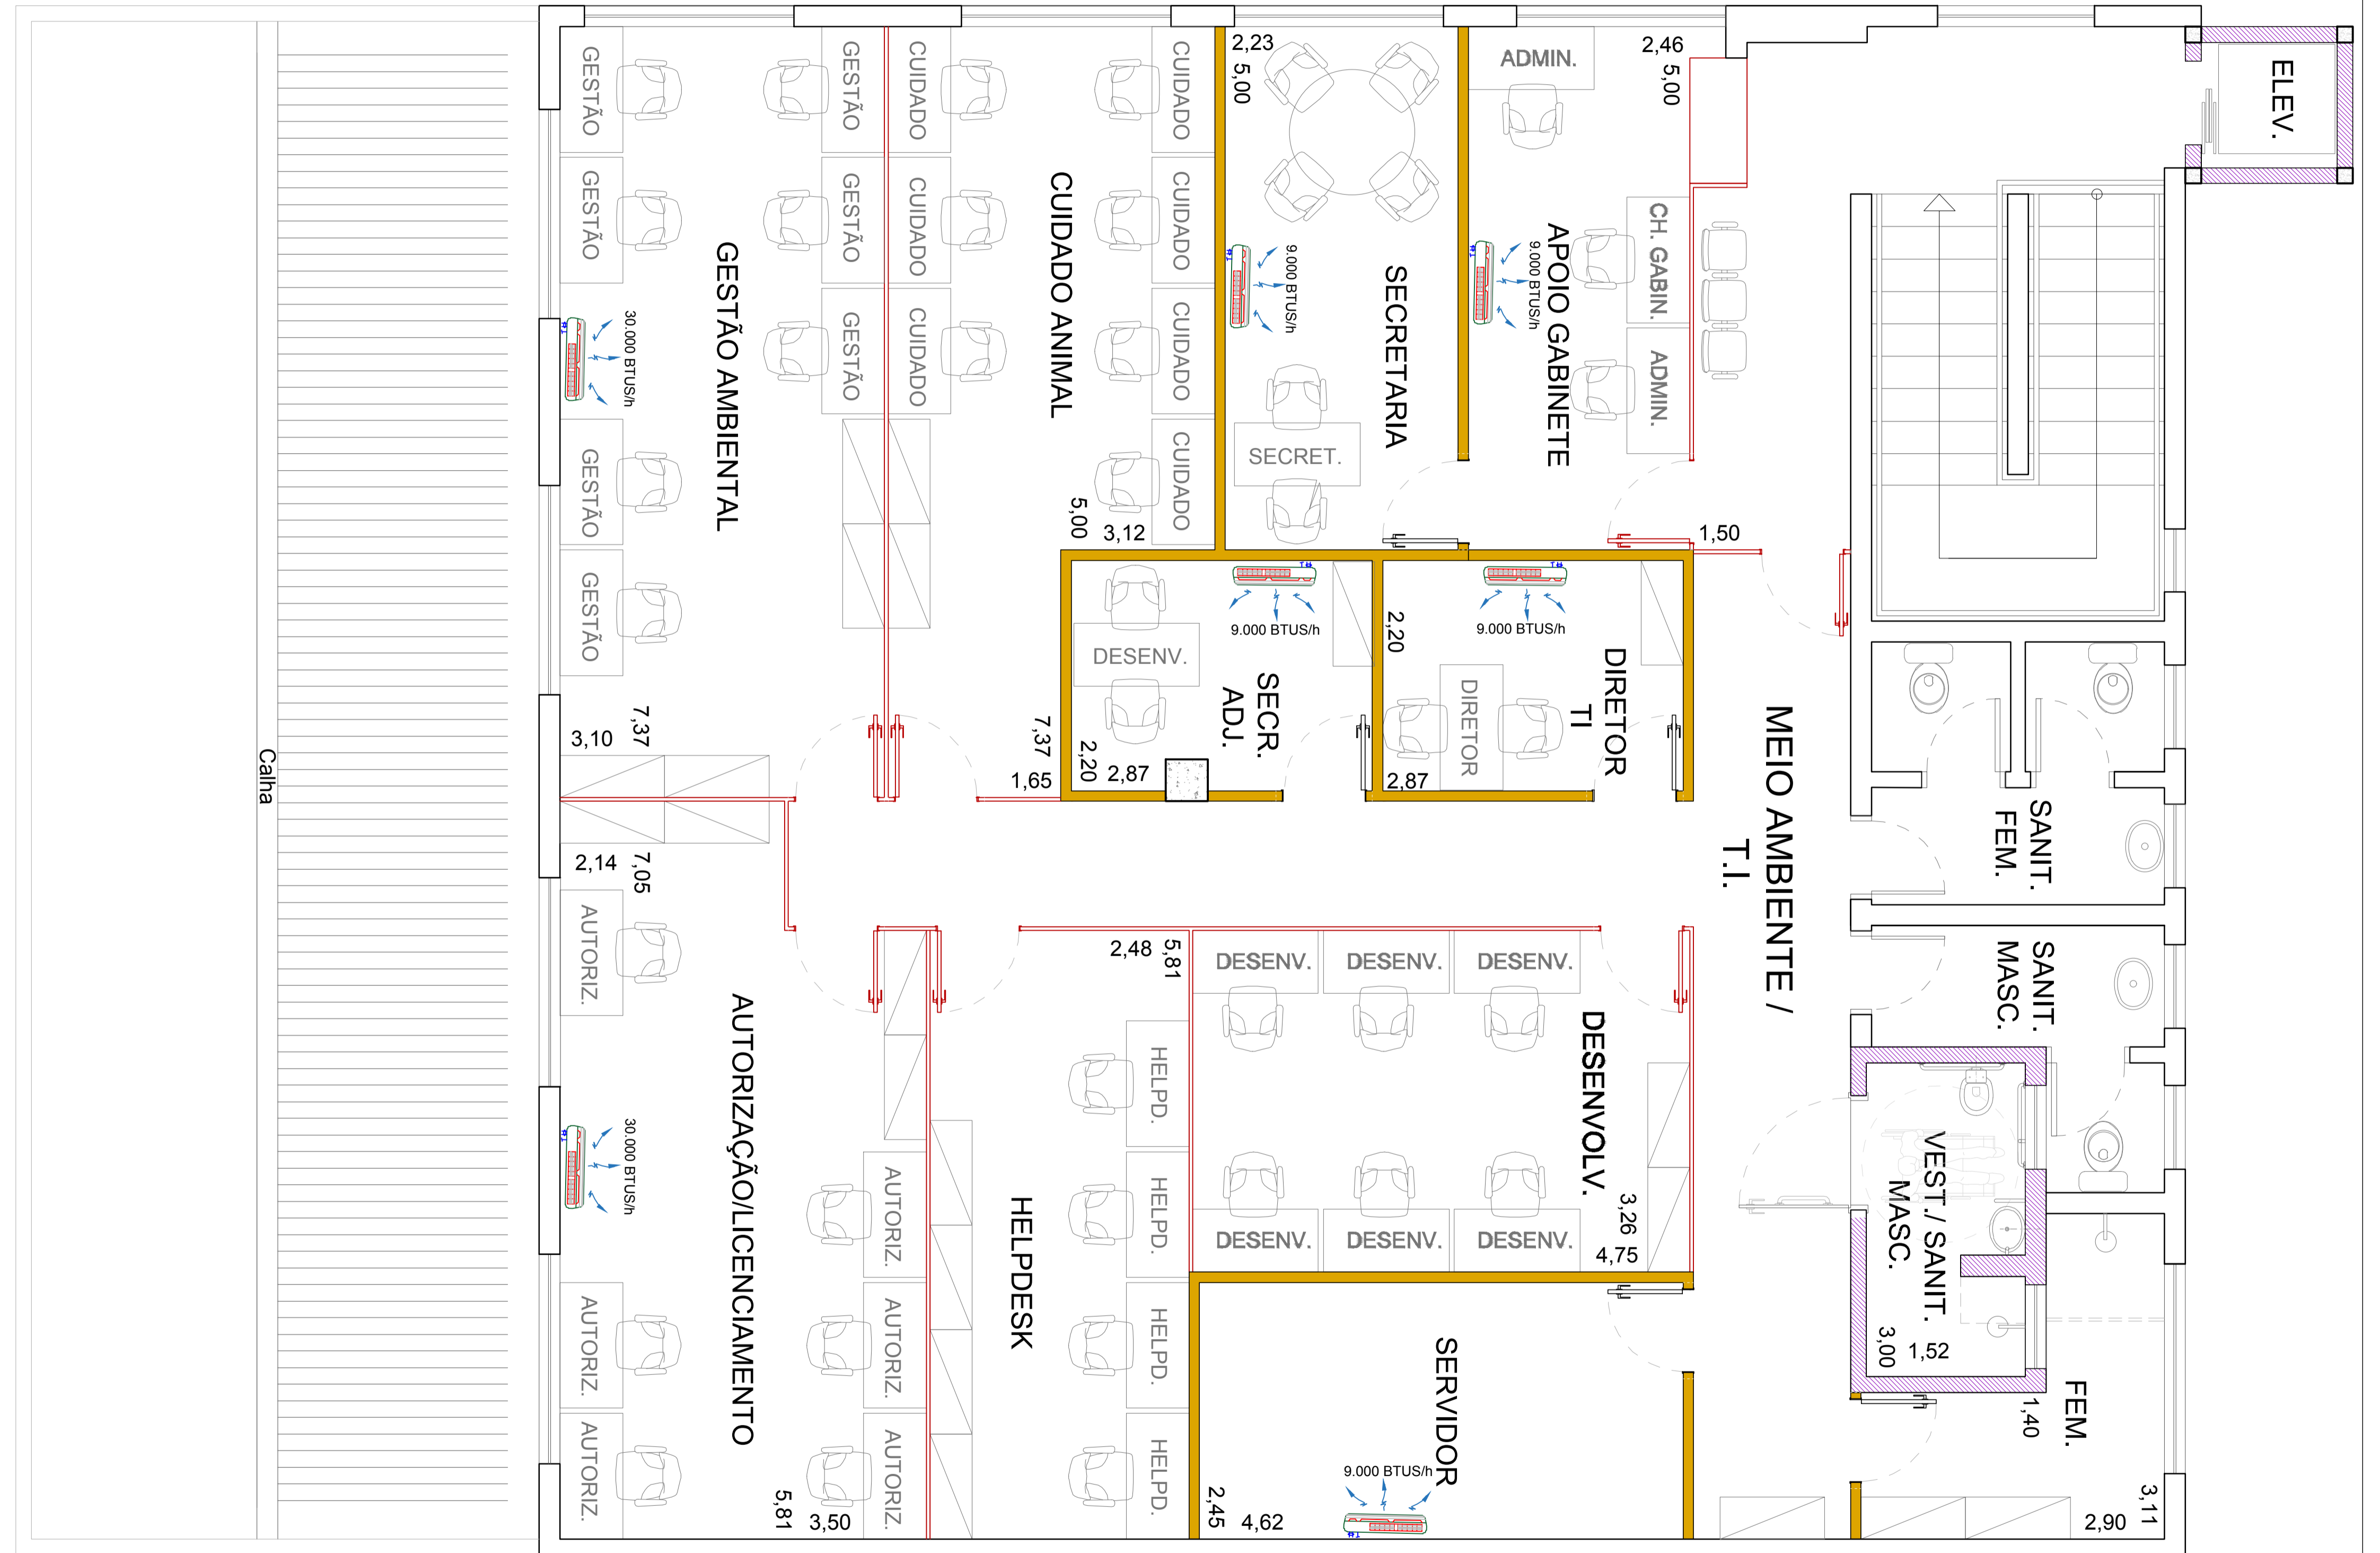 Calha
GESTÃO
GESTÃO
GESTÃO
GESTÃO
GESTÃO
GESTÃO
GESTÃO
GESTÃO AMBIENTAL
30.000 BTUS/h
7,37
3,10
CUIDADO
CUIDADO
CUIDADO
CUIDADO
CUIDADO
CUIDADO
CUIDADO
CUIDADO ANIMAL
5,00
3,12
7,37
1,65
2,23
5,00
9.000 BTUS/h
SECRETARIA
SECRET.
ADMIN.
2,46
5,00
CH. GABIN.
ADMIN.
9.000 BTUS/h
APOIO GABINETE
1,50
ELEV.
DESENV.
9.000 BTUS/h
SECR.
ADJ.
2,20
2,87
2,20
9.000 BTUS/h
DIRETOR
TI
DIRETOR
2,87
MEIO AMBIENTE /
T.I.
SANIT.
FEM.
SANIT.
MASC.
VEST./ SANIT.
MASC.
3,00
1,52
FEM.
1,40
3,11
2,90
2,14
7,05
AUTORIZ.
AUTORIZ.
AUTORIZ.
AUTORIZ.
AUTORIZ.
AUTORIZ.
30.000 BTUS/h
AUTORIZAÇÃO/LICENCIAMENTO
5,81
3,50
2,48
5,81
HELPD.
HELPD.
HELPD.
HELPD.
HELPDESK
DESENV.
DESENV.
DESENV.
DESENVOLV.
DESENV.
DESENV.
DESENV.
3,26
4,75
SERVIDOR
9.000 BTUS/h
2,45
4,62